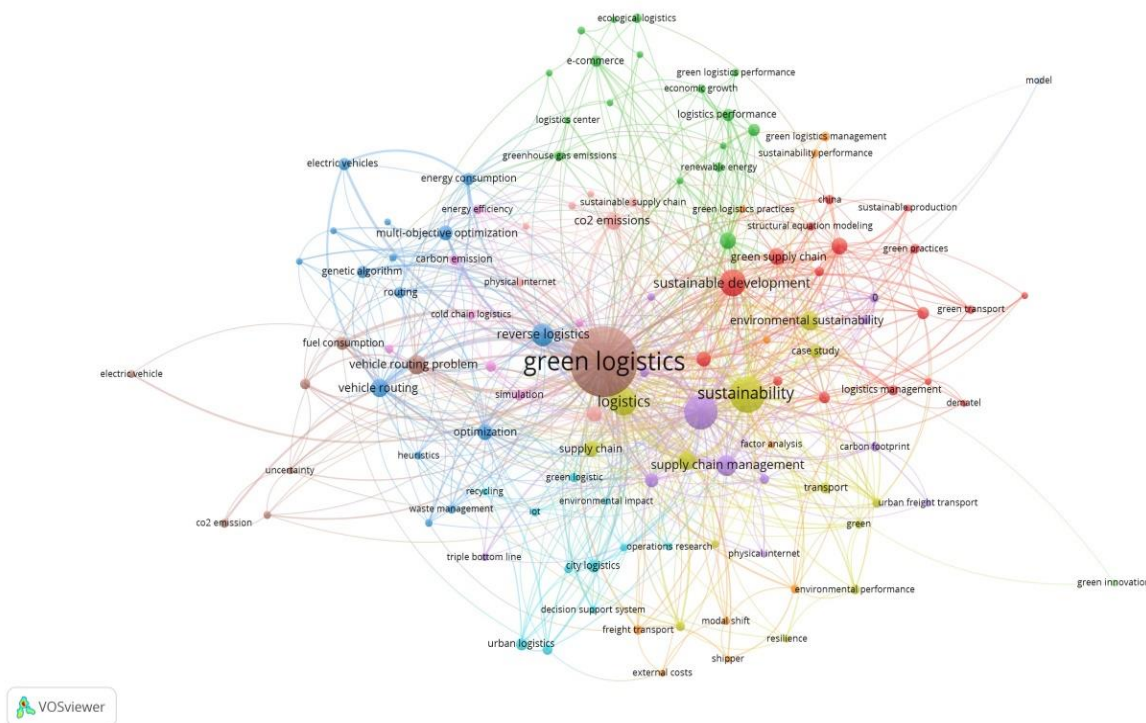 ecological logistics
e-commerce
green logistics performance
model
economic growth
logistics performance
logistics center
green logistics management
greenhouse gas emissions
sustainability performance
electric vehicles
renewable energy
energy consumption
energy efficiency
sustainable supply chain
china
sustainable production
green logistics practices
co2 emissions
structural equation modeling
multi-objective optimization
green practices
carbon emission
green supply chain
genetic algorithm
physical internet
sustainable development
routing
0
green transport
cold chain logistics
environmental sustainability
reverse logistics
fuel consumption
case study
green logistics
vehicle routing problem
electric vehicle
vehicle routing
logistics management
simulation
sustainability
logistics
dematel
optimization
factor analysis
supply chain
carbon footprint
heuristics
supply chain management
uncertainty
green logistic
transport
recycling
environmental impact
urban freight transport
waste management
iot
co2 emission
green
operations research
triple bottom line
physical internet
city logistics
green innovation
environmental performance
decision support system
modal shift
freight transport
urban logistics
resilience
shipper
external costs
VOSviewer